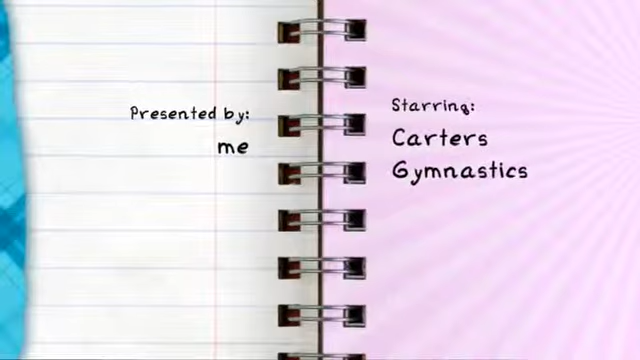 Presented by:
me
Starring:
Carters
Gymnastics